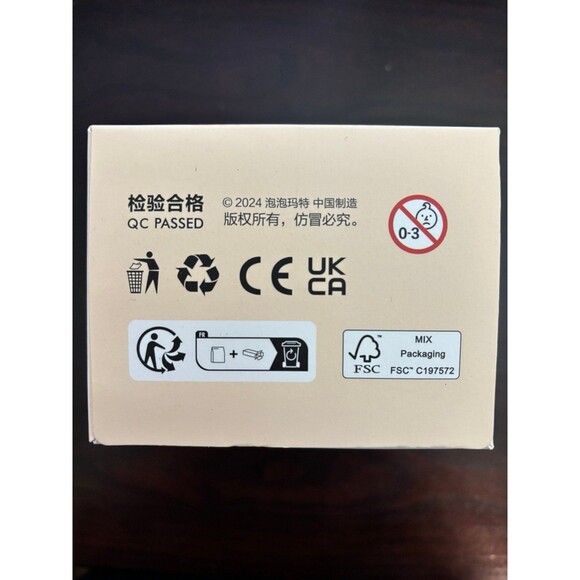 检验合格
QC PASSED
© 2024 泡泡玛特 中国制造
版权所有，仿冒必究。
0-3
CE
UK
CA
FR
+
FSC
MIX
Packaging
FSC™ C197572